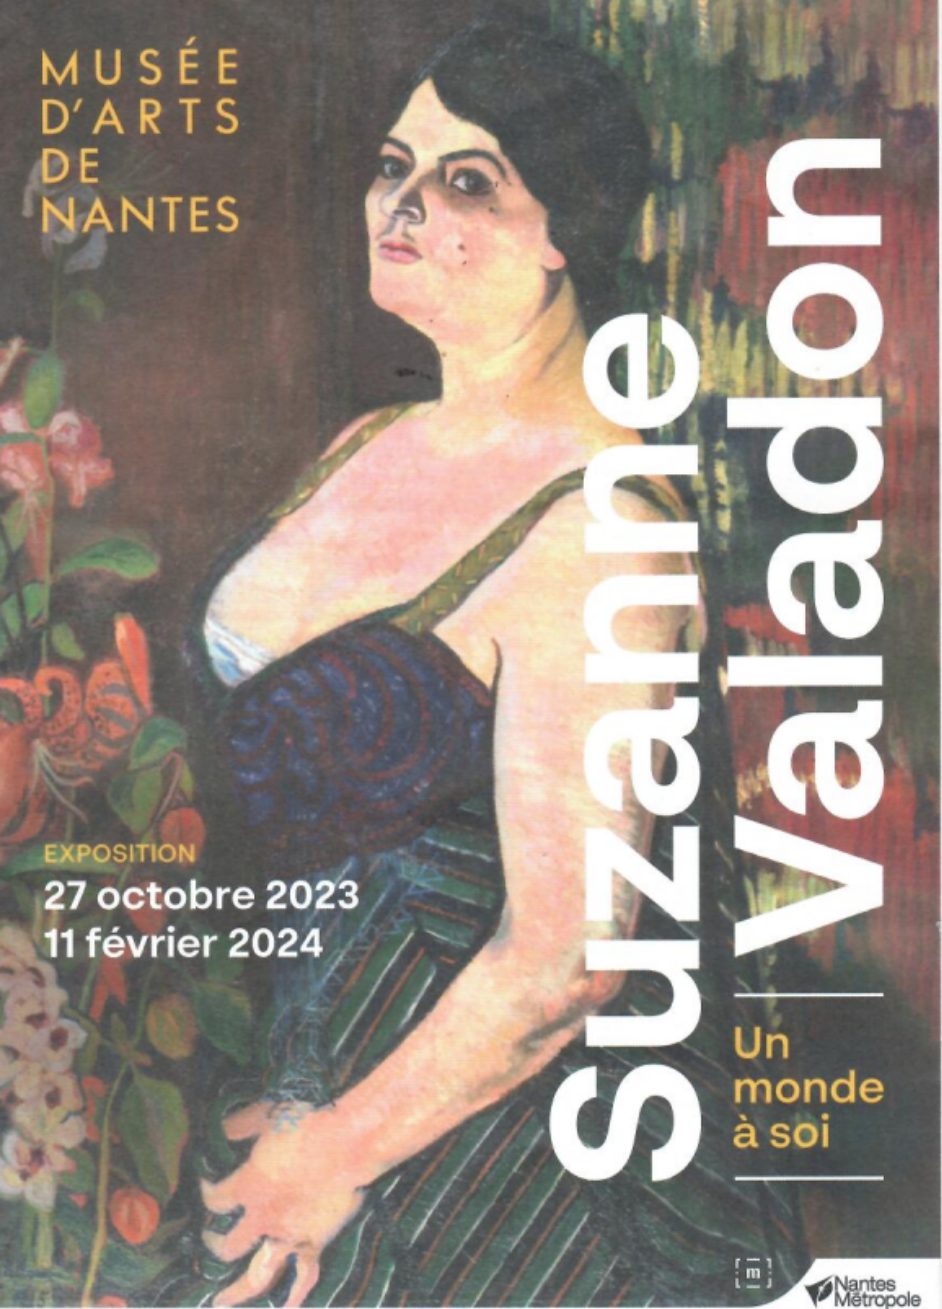 MUSÉE
D'ARTS
DE
NANTES
Suzanne
Valadon
EXPOSITION
27 octobre 2023
11 février 2024
Un
monde
à soi
m
Nantes
Métropole